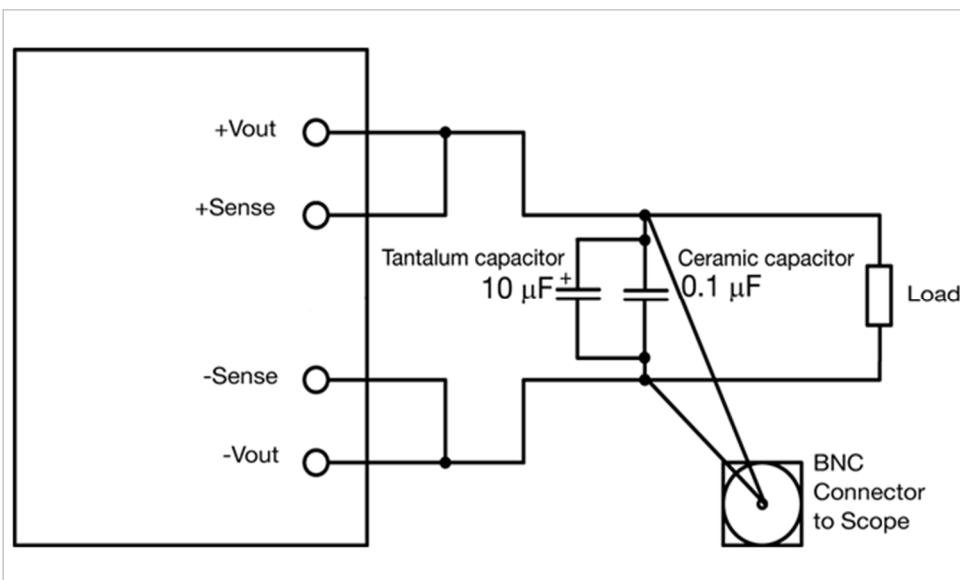 +Vout
+Sense
Tantalum capacitor
10 μF
+
Ceramic capacitor
0.1 μF
Load
-Sense
-Vout
BNC
Connector
to Scope